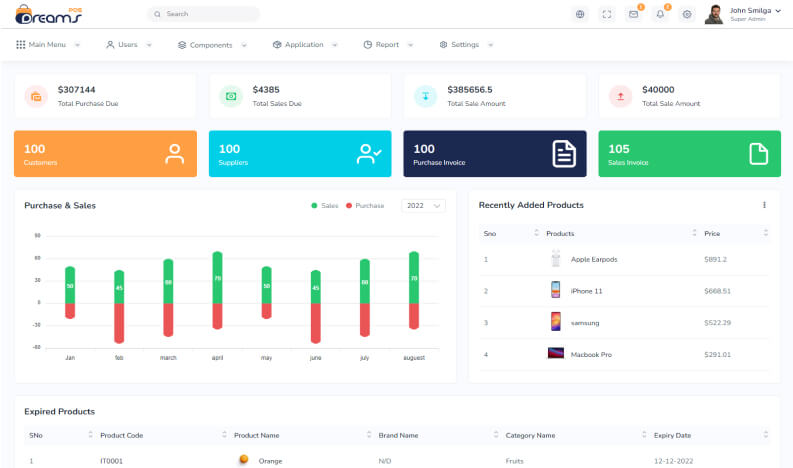 Dreams POS
Search
John Smilga
Super Admin
Main Menu Users Components Application Report Settings
$307144
Total Purchase Due
$4385
Total Sales Due
$385656.5
Total Sale Amount
$40000
Total Sale Amount
100
Customers
100
Suppliers
100
Purchase Invoice
105
Sales Invoice
Purchase & Sales
Sales Purchase 2022
90
60
30
0
-30
-60
50 45 60 70 50 45 60 70
Jan feb march april may june july auguest
Recently Added Products
Sno Products Price
1 Apple Earpods $891.2
2 iPhone 11 $668.51
3 samsung $522.29
4 Macbook Pro $291.01
Expired Products
SNo Product Code Product Name Brand Name Category Name Expiry Date
1 IT0001 Orange N/D Fruits 12-12-2022